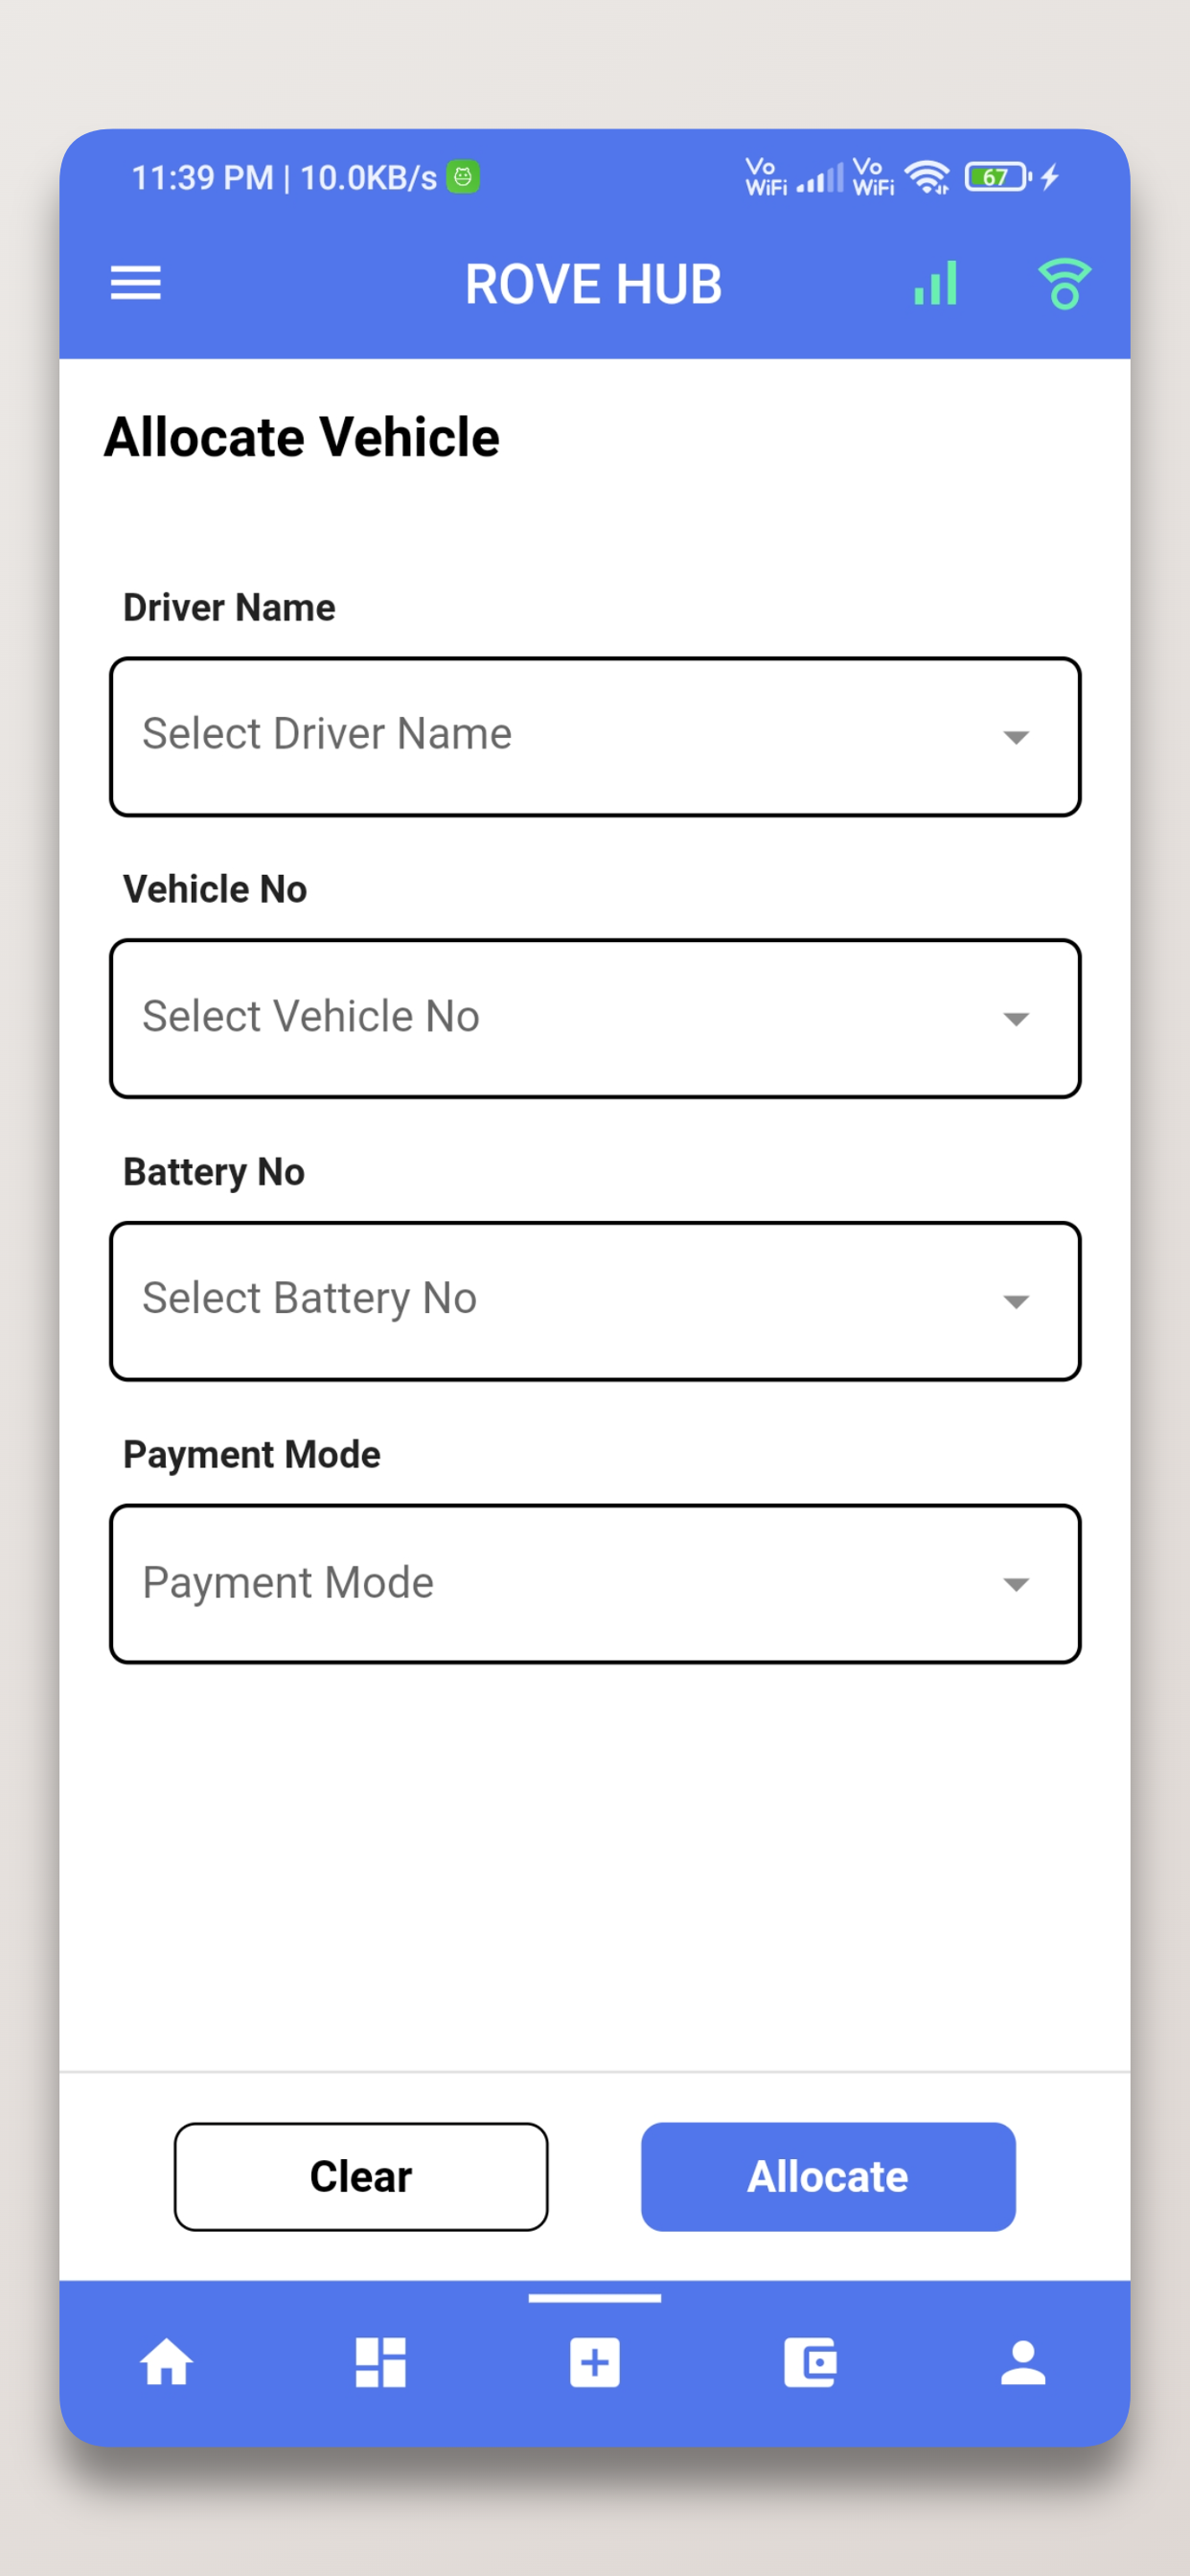 11:39 PM | 10.0KB/s
Vo WiFi Vo WiFi 67
ROVE HUB
Allocate Vehicle
Driver Name
Select Driver Name
Vehicle No
Select Vehicle No
Battery No
Select Battery No
Payment Mode
Payment Mode
Clear
Allocate